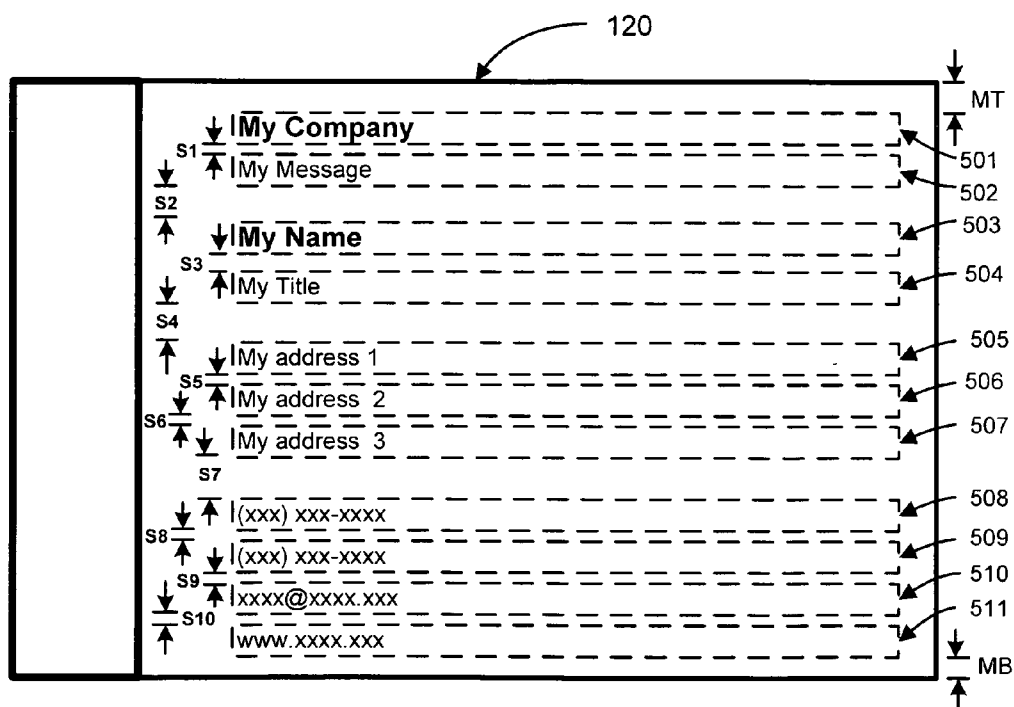 120
MT
My Company
S1
501
My Message
502
S2
My Name
503
S3
My Title
504
S4
My address 1
505
S5
My address 2
506
S6
My address 3
507
S7
(xxx) xxx-xxxx
508
S8
(xxx) xxx-xxxx
509
S9
xxxx@xxxx.xxx
510
S10
www.xxxx.xxx
511
MB